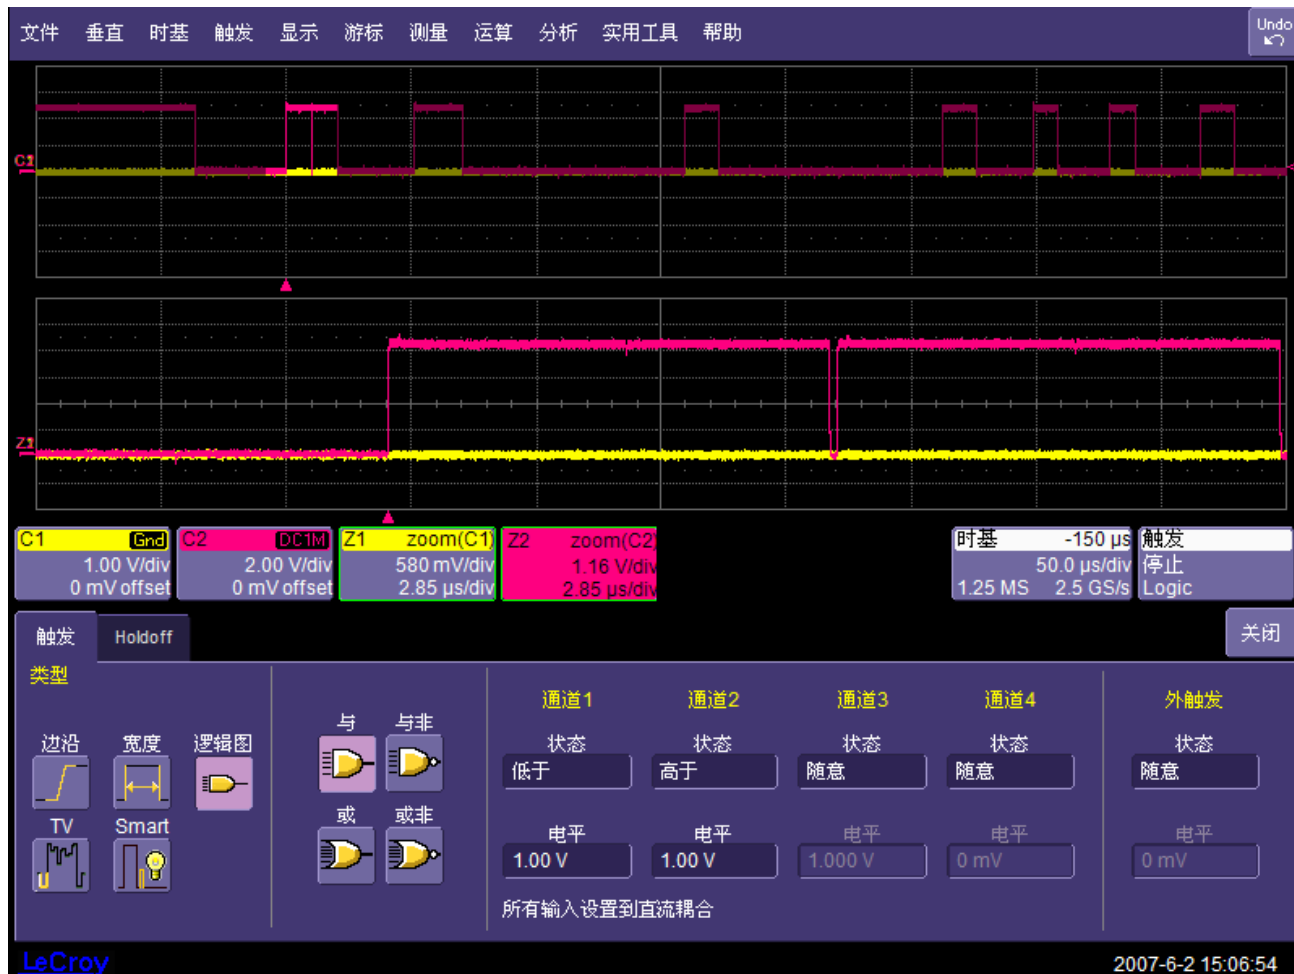 文件 垂直 时基 触发 显示 游标 测量 运算 分析 实用工具 帮助 Undo
C1
Z1
C1 Gnd C2 DC1M Z1 zoom(C1) Z2 zoom(C2) 时基 -150 µs 触发
1.00 V/div 2.00 V/div 580 mV/div 1.16 V/div 50.0 µs/div 停止
0 mV offset 0 mV offset 2.85 µs/div 2.85 µs/div 1.25 MS 2.5 GS/s Logic
触发 Holdoff 关闭
类型
通道1 通道2 通道3 通道4 外触发
与 与非
边沿 宽度 逻辑图 状态 状态 状态 状态 状态
低于 高于 随意 随意 随意
TV Smart 或 或非
电平 电平 电平 电平 电平
1.00 V 1.00 V 1.000 V 0 mV 0 mV
所有输入设置到直流耦合
LeCroy 2007-6-2 15:06:54